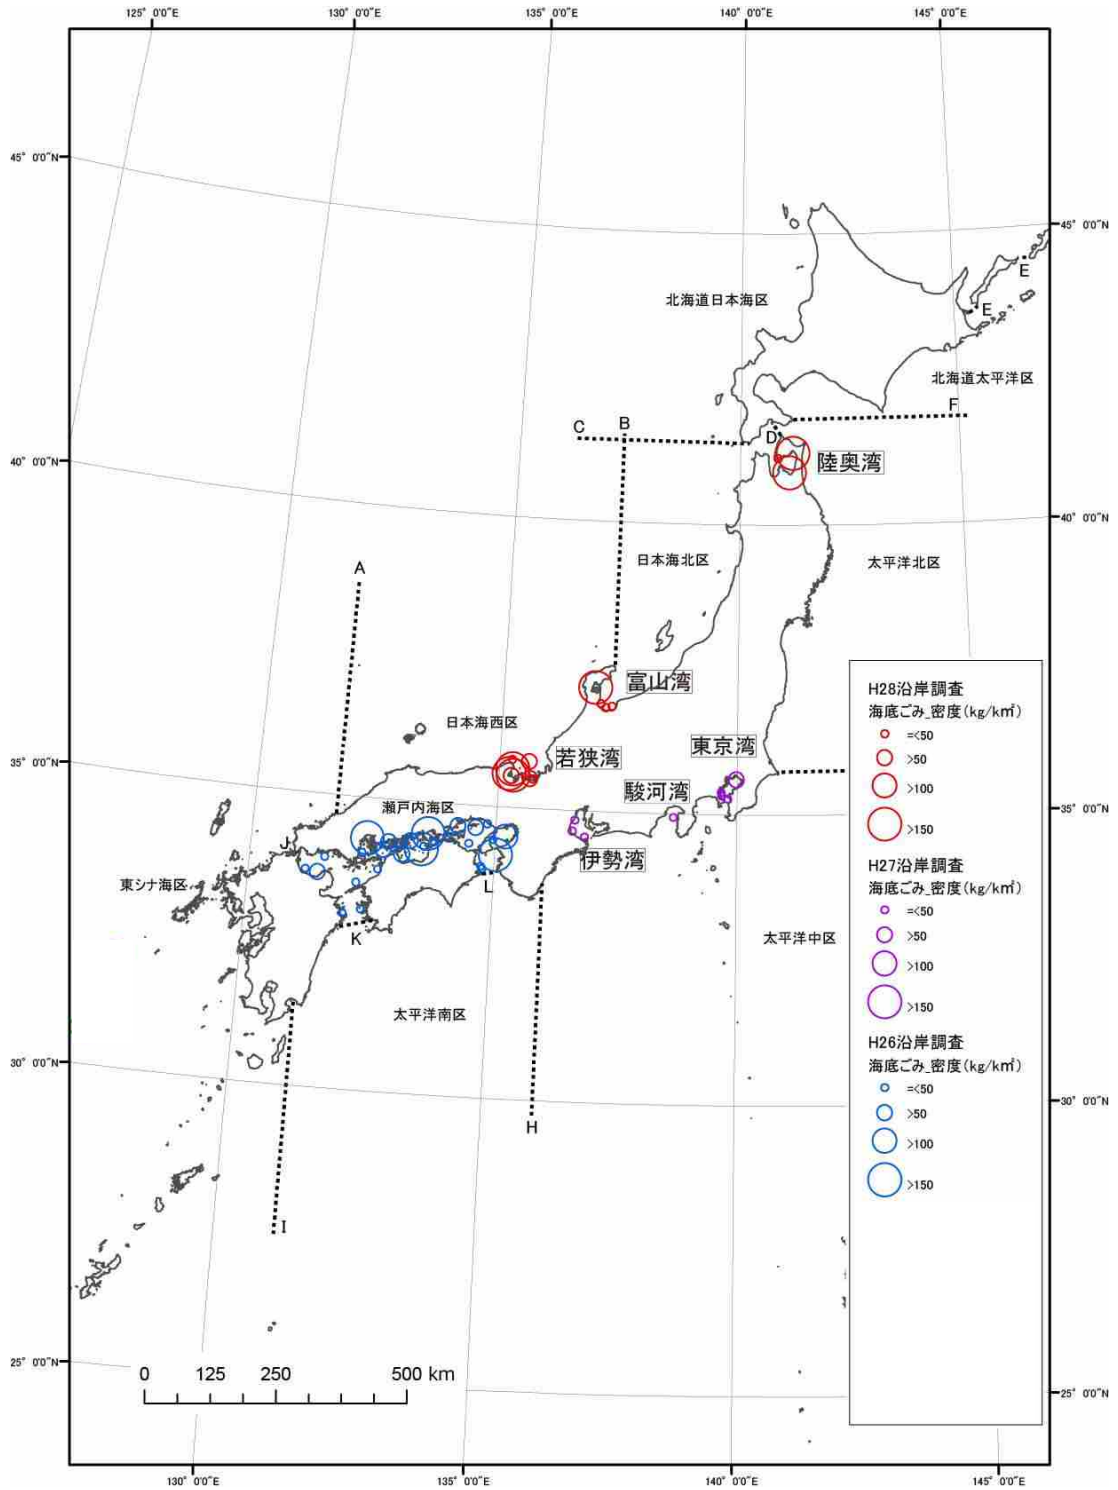 125° 0'0"E
130° 0'0"E
135° 0'0"E
140° 0'0"E
145° 0'0"E
45° 0'0"N
45° 0'0"N
E
北海道日本海区
E
北海道太平洋区
F
B
C
D
40° 0'0"N
陸奥湾
40° 0'0"N
日本海北区
太平洋北区
A
富山湾
H28沿岸調査
海底ごみ_密度(kg/k㎡)
=<50
>50
>100
>150
日本海西区
東京湾
若狭湾
35° 0'0"N
駿河湾
35° 0'0"N
瀬戸内海区
J
伊勢湾
H27沿岸調査
海底ごみ_密度(kg/k㎡)
=<50
>50
>100
>150
東シナ海区
L
K
太平洋中区
太平洋南区
H26沿岸調査
海底ごみ_密度(kg/k㎡)
=<50
>50
>100
>150
30° 0'0"N
30° 0'0"N
H
I
25° 0'0"N
0 125 250 500 km
25° 0'0"N
130° 0'0"E
135° 0'0"E
140° 0'0"E
145° 0'0"E